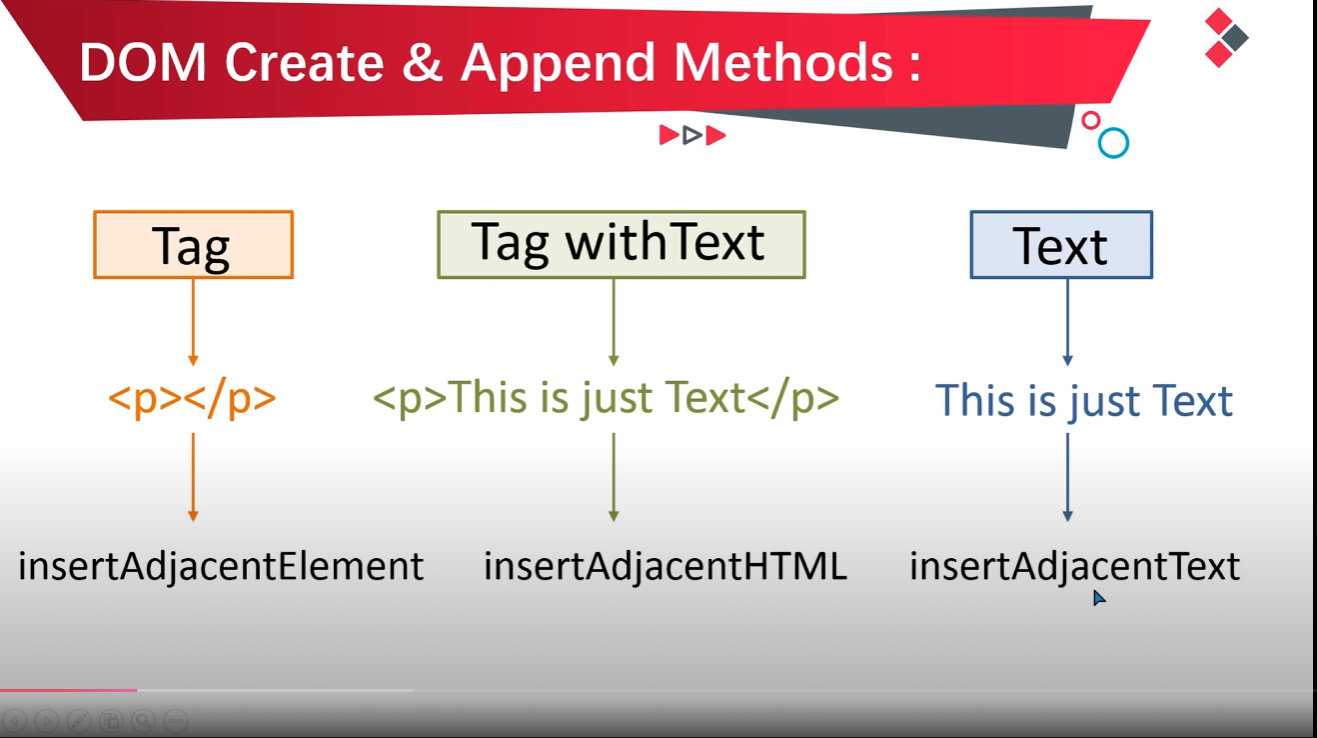 DOM Create & Append Methods :
Tag
Tag withText
Text
<p></p>
<p>This is just Text</p>
This is just Text
insertAdjacentElement
insertAdjacentHTML
insertAdjacentText